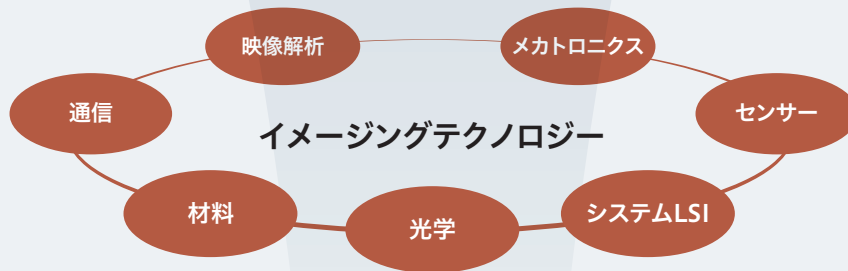 映像解析
メカトロニクス
通信
センサー
イメージングテクノロジー
材料
光学
システムLSI